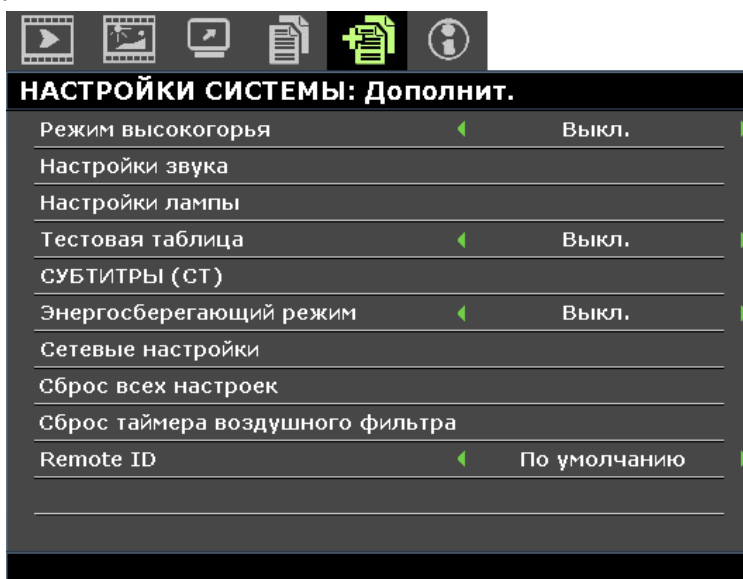 НАСТРОЙКИ СИСТЕМЫ: Дополнит.
Режим высокогорья Выкл.
Настройки звука
Настройки лампы
Тестовая таблица Выкл.
СУБТИТРЫ (CT)
Энергосберегающий режим Выкл.
Сетевые настройки
Сброс всех настроек
Сброс таймера воздушного фильтра
Remote ID По умолчанию